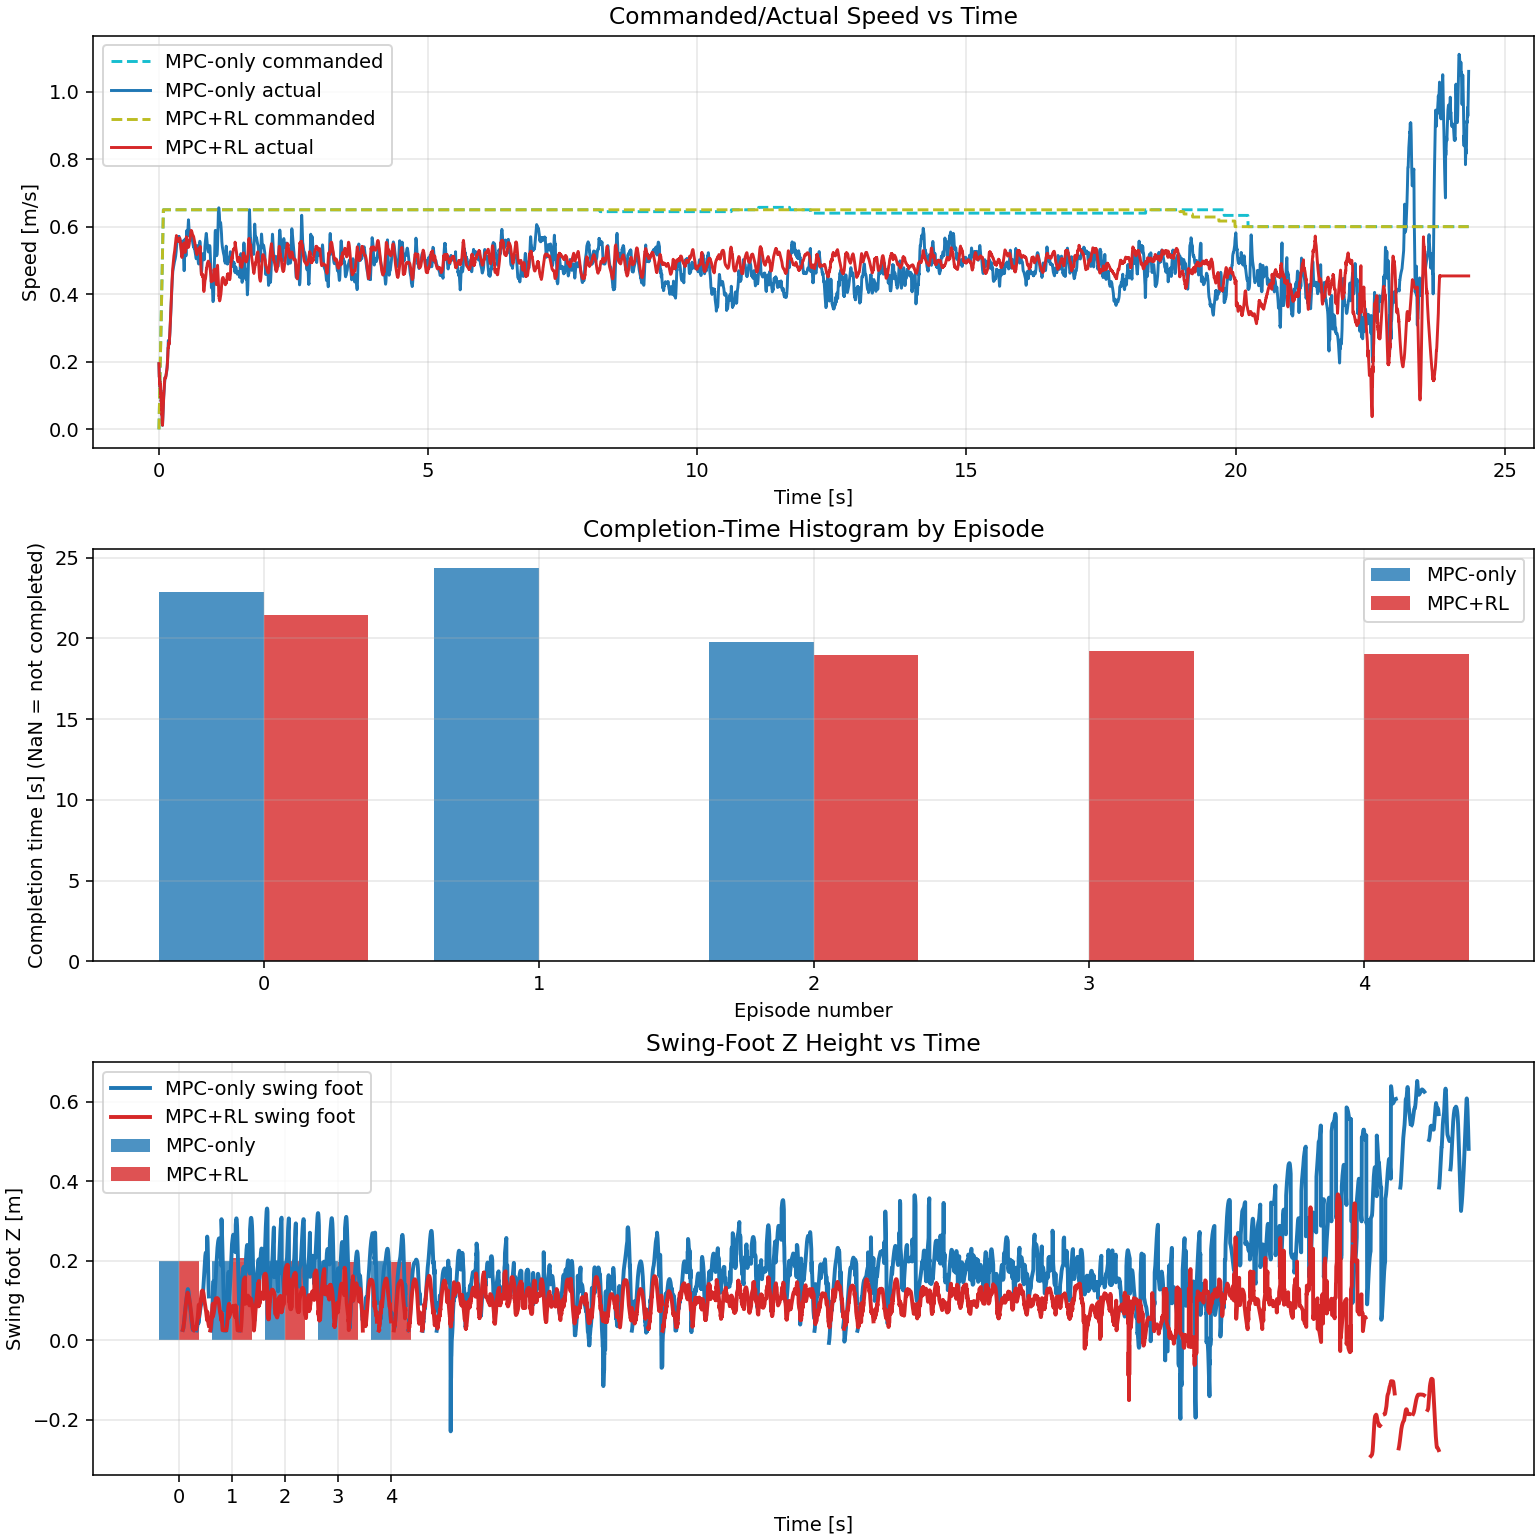 Commanded/Actual Speed vs Time
MPC-only commanded
MPC-only actual
MPC+RL commanded
MPC+RL actual
Speed [m/s]
1.0
0.8
0.6
0.4
0.2
0.0
0 5 10 15 20 25
Time [s]
Completion-Time Histogram by Episode
MPC-only
MPC+RL
Completion time [s] (NaN = not completed)
25
20
15
10
5
0
0 1 2 3 4
Episode number
Swing-Foot Z Height vs Time
MPC-only swing foot
MPC+RL swing foot
MPC-only
MPC+RL
Swing foot Z [m]
0.6
0.4
0.2
0.0
−0.2
0 1 2 3 4
Time [s]